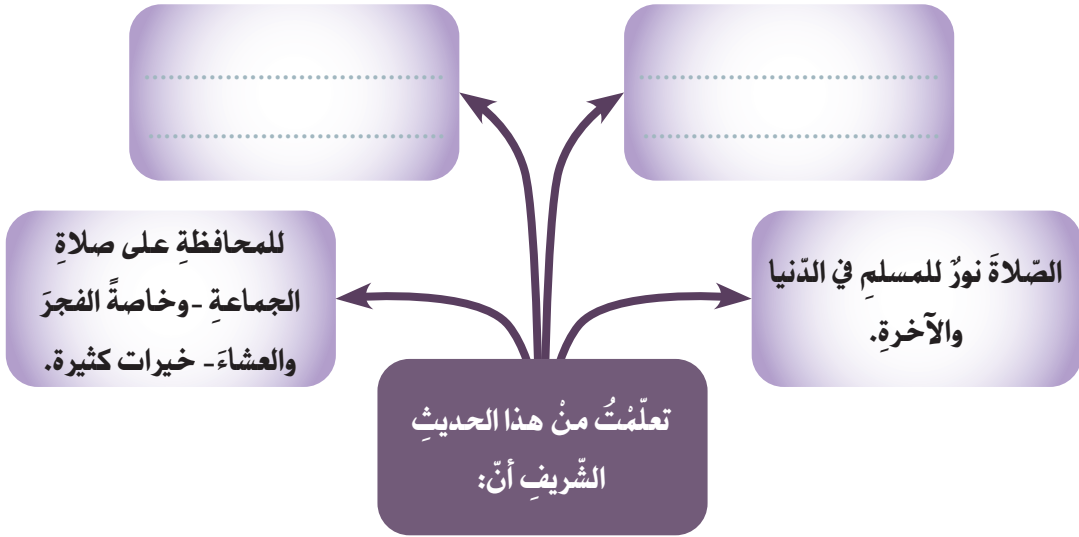 الصّلاةَ نورٌ للمسلمِ في الدّنيا
والآخرةِ.
للمحافظةِ على صلاةِ
الجماعةِ -وخاصةً الفجرَ
والعشاءَ- خيرات كثيرة.
تعلّمْتُ منْ هذا الحديثِ
الشّريفِ أنّ: